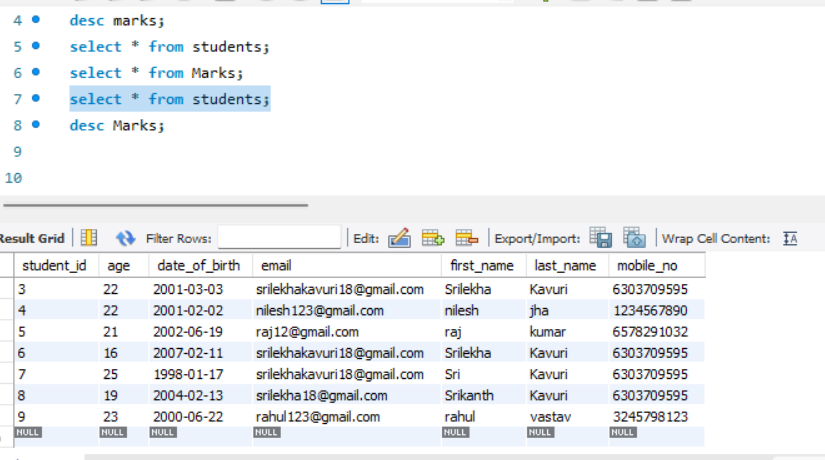 4 desc marks;
5 select * from students;
6 select * from Marks;
7 select * from students;
8 desc Marks;
9
10
Result Grid Filter Rows: Edit: Export/Import: Wrap Cell Content: IA
student_id age date_of_birth email first_name last_name mobile_no
3 22 2001-03-03 srilekhakavuri18@gmail.com Srilekha Kavuri 6303709595
4 22 2001-02-02 nilesh123@gmail.com nilesh jha 1234567890
5 21 2002-06-19 raj12@gmail.com raj kumar 6578291032
6 16 2007-02-11 srilekhakavuri18@gmail.com Srilekha Kavuri 6303709595
7 25 1998-01-17 srilekhakavuri18@gmail.com Sri Kavuri 6303709595
8 19 2004-02-13 srilekha18@gmail.com Srikanth Kavuri 6303709595
9 23 2000-06-22 rahul123@gmail.com rahul vastav 3245798123
NULL NULL NULL NULL NULL NULL NULL